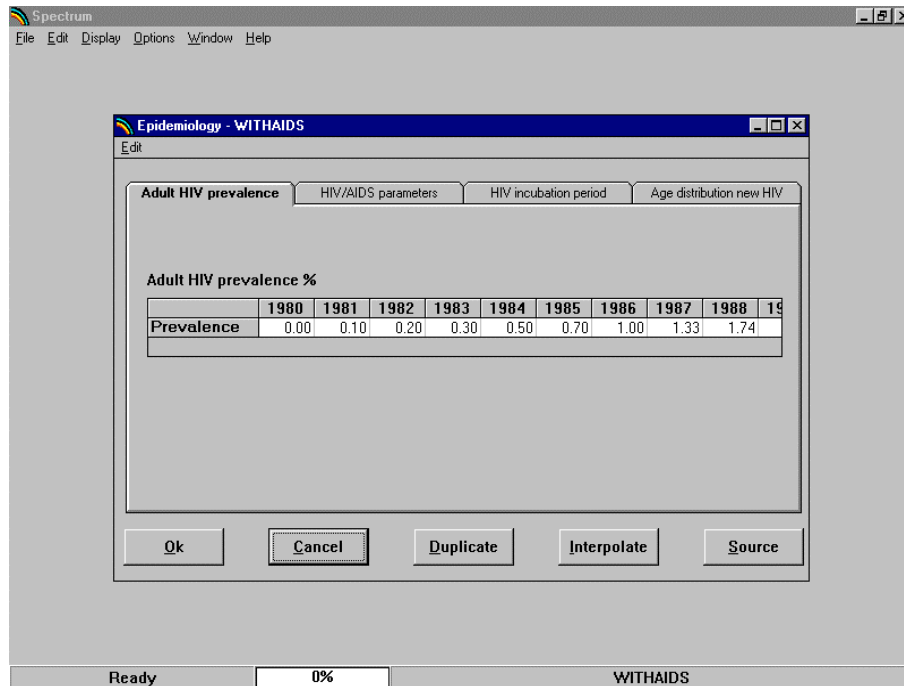 Spectrum
File Edit Display Options Window Help
Epidemiology - WITHAIDS
Edit
Adult HIV prevalence HIV/AIDS parameters HIV incubation period Age distribution new HIV
Adult HIV prevalence %
1980 1981 1982 1983 1984 1985 1986 1987 1988 19
Prevalence 0.00 0.10 0.20 0.30 0.50 0.70 1.00 1.33 1.74
Ok Cancel Duplicate Interpolate Source
Ready 0% WITHAIDS